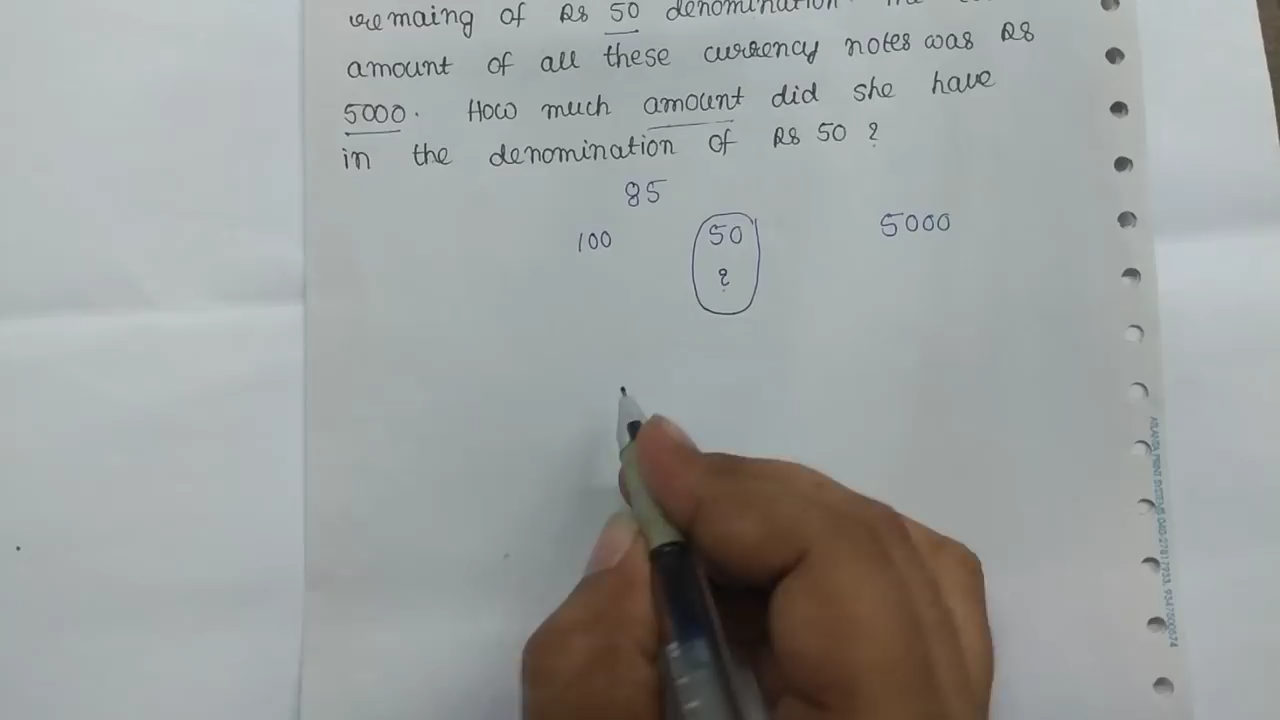 remaing of Rs 50 denomination.
amount of all these currency notes was Rs
5000. How much amount did she have
in the denomination of Rs 50 ?
85
100 50 5000
?